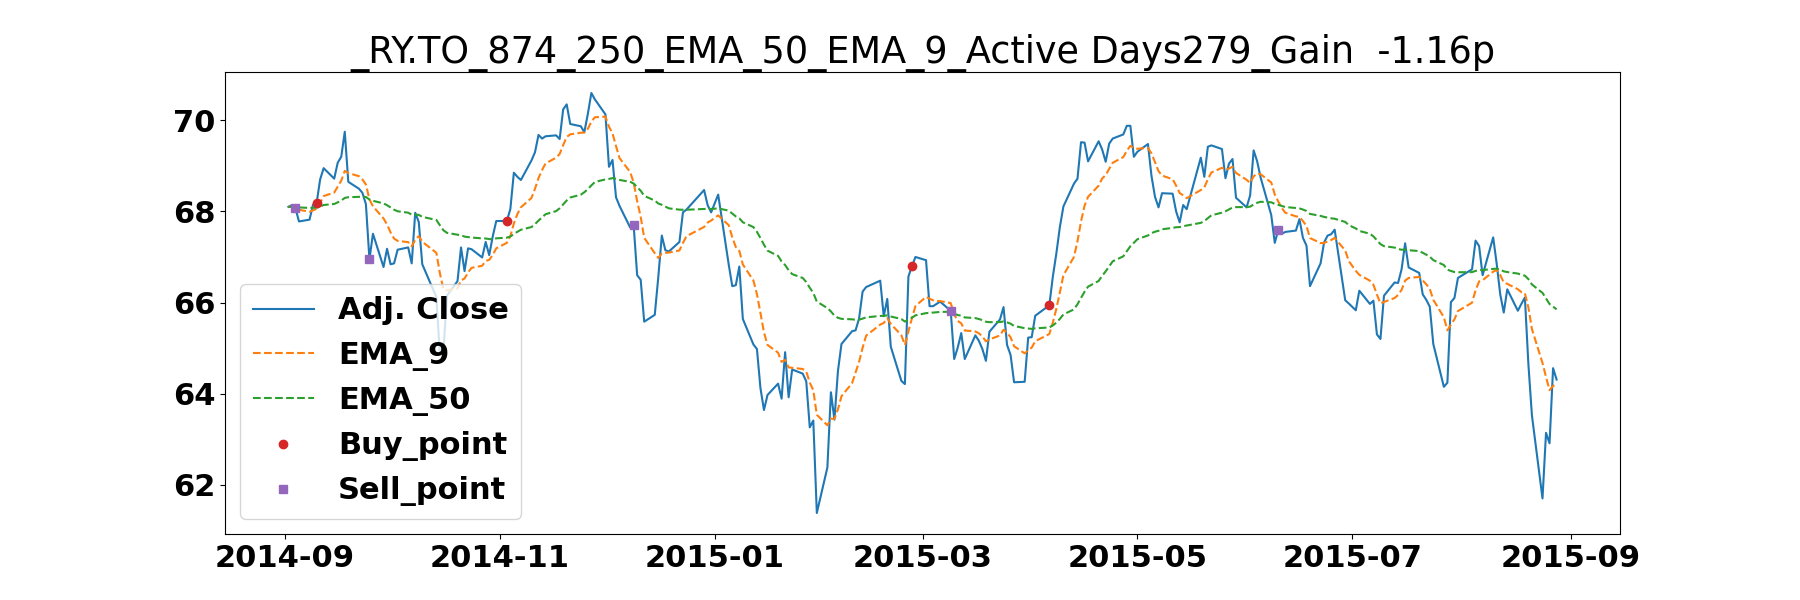 _RY.TO_874_250_EMA_50_EMA_9_Active Days279_Gain  -1.16p
70
68
66
64
62
Adj. Close
EMA_9
EMA_50
Buy_point
Sell_point
2014-09 2014-11 2015-01 2015-03 2015-05 2015-07 2015-09